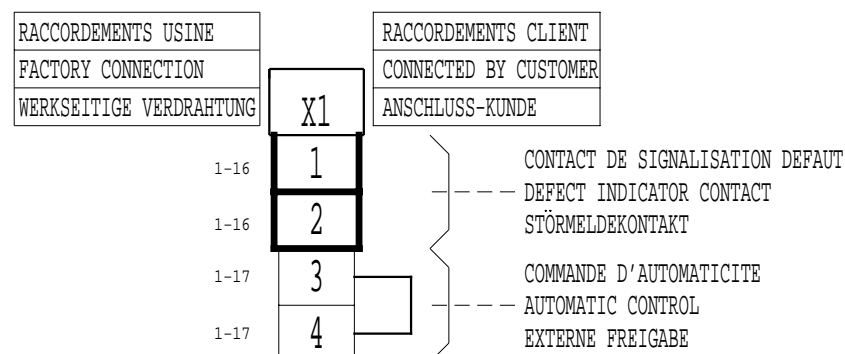 RACCORDEMENTS USINE
FACTORY CONNECTION
WERKSEITIGE VERDRAHTUNG
RACCORDEMENTS CLIENT
CONNECTED BY CUSTOMER
ANSCHLUSS-KUNDE
X1
1-16
1
1-16
2
1-17
3
1-17
4
CONTACT DE SIGNALISATION DEFAUT
DEFECT INDICATOR CONTACT
STÖRMELDEKONTAKT
COMMANDE D'AUTOMATICITE
AUTOMATIC CONTROL
EXTERNE FREIGABE